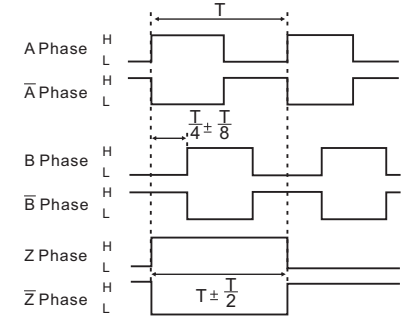 T
A Phase H
L
A̅ Phase H
L
T/4 ± T/8
B Phase H
L
B̅ Phase H
L
Z Phase H
L
T ± T/2
Z̅ Phase H
L